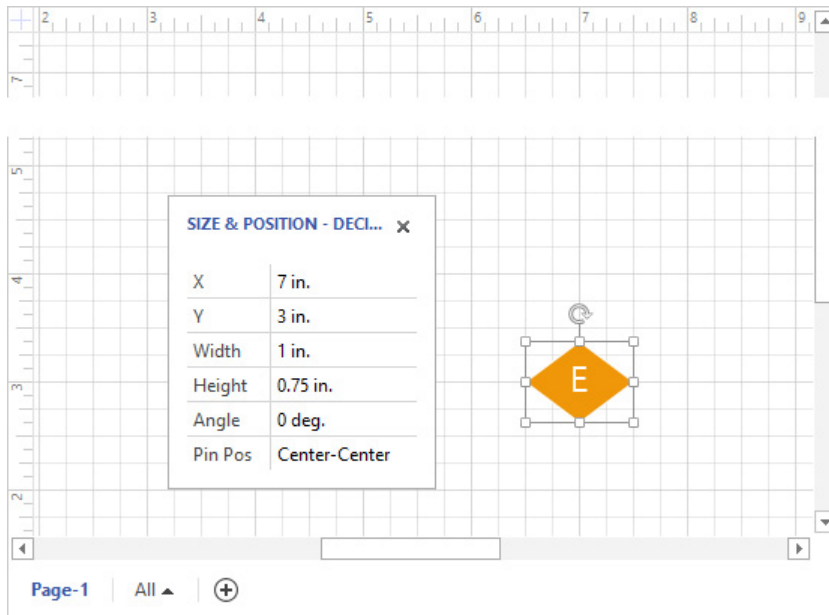 2 3 4 5 6 7 8 9
7
5
SIZE & POSITION - DECI...
X 7 in.
4
Y 3 in.
Width 1 in.
Height 0.75 in.
3
E
Angle 0 deg.
Pin Pos Center-Center
2
Page-1 All